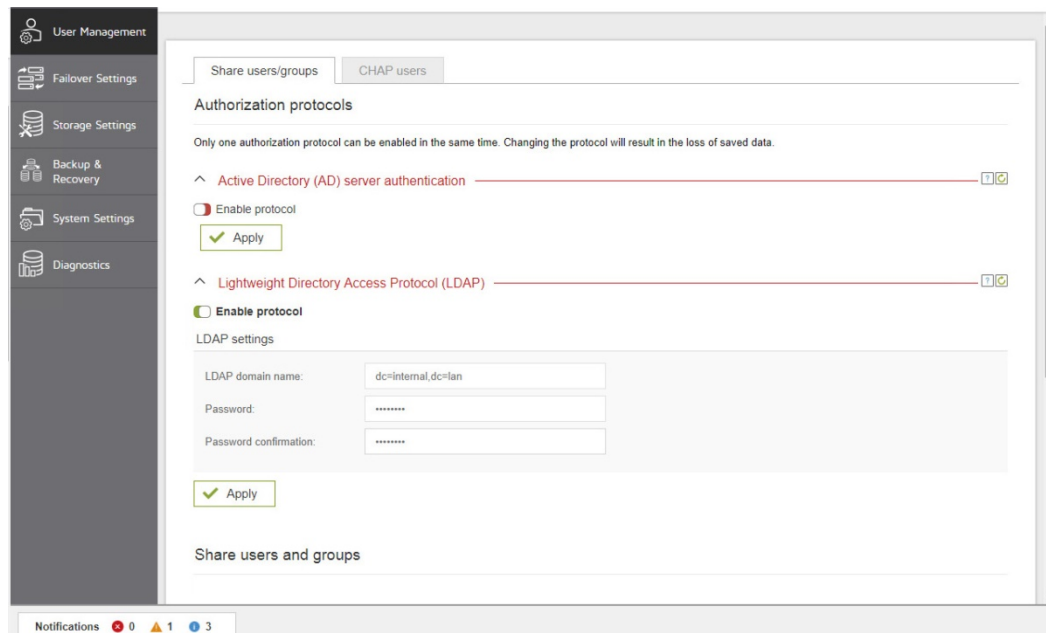 User Management
Failover Settings
Storage Settings
Backup &
Recovery
System Settings
Diagnostics
Share users/groups
CHAP users
Authorization protocols
Only one authorization protocol can be enabled in the same time. Changing the protocol will result in the loss of saved data.
Active Directory (AD) server authentication
?
Enable protocol
Apply
Lightweight Directory Access Protocol (LDAP)
?
Enable protocol
LDAP settings
LDAP domain name: dc=internal,dc=lan
Password: ••••••••
Password confirmation: ••••••••
Apply
Share users and groups
Notifications 0 1 3